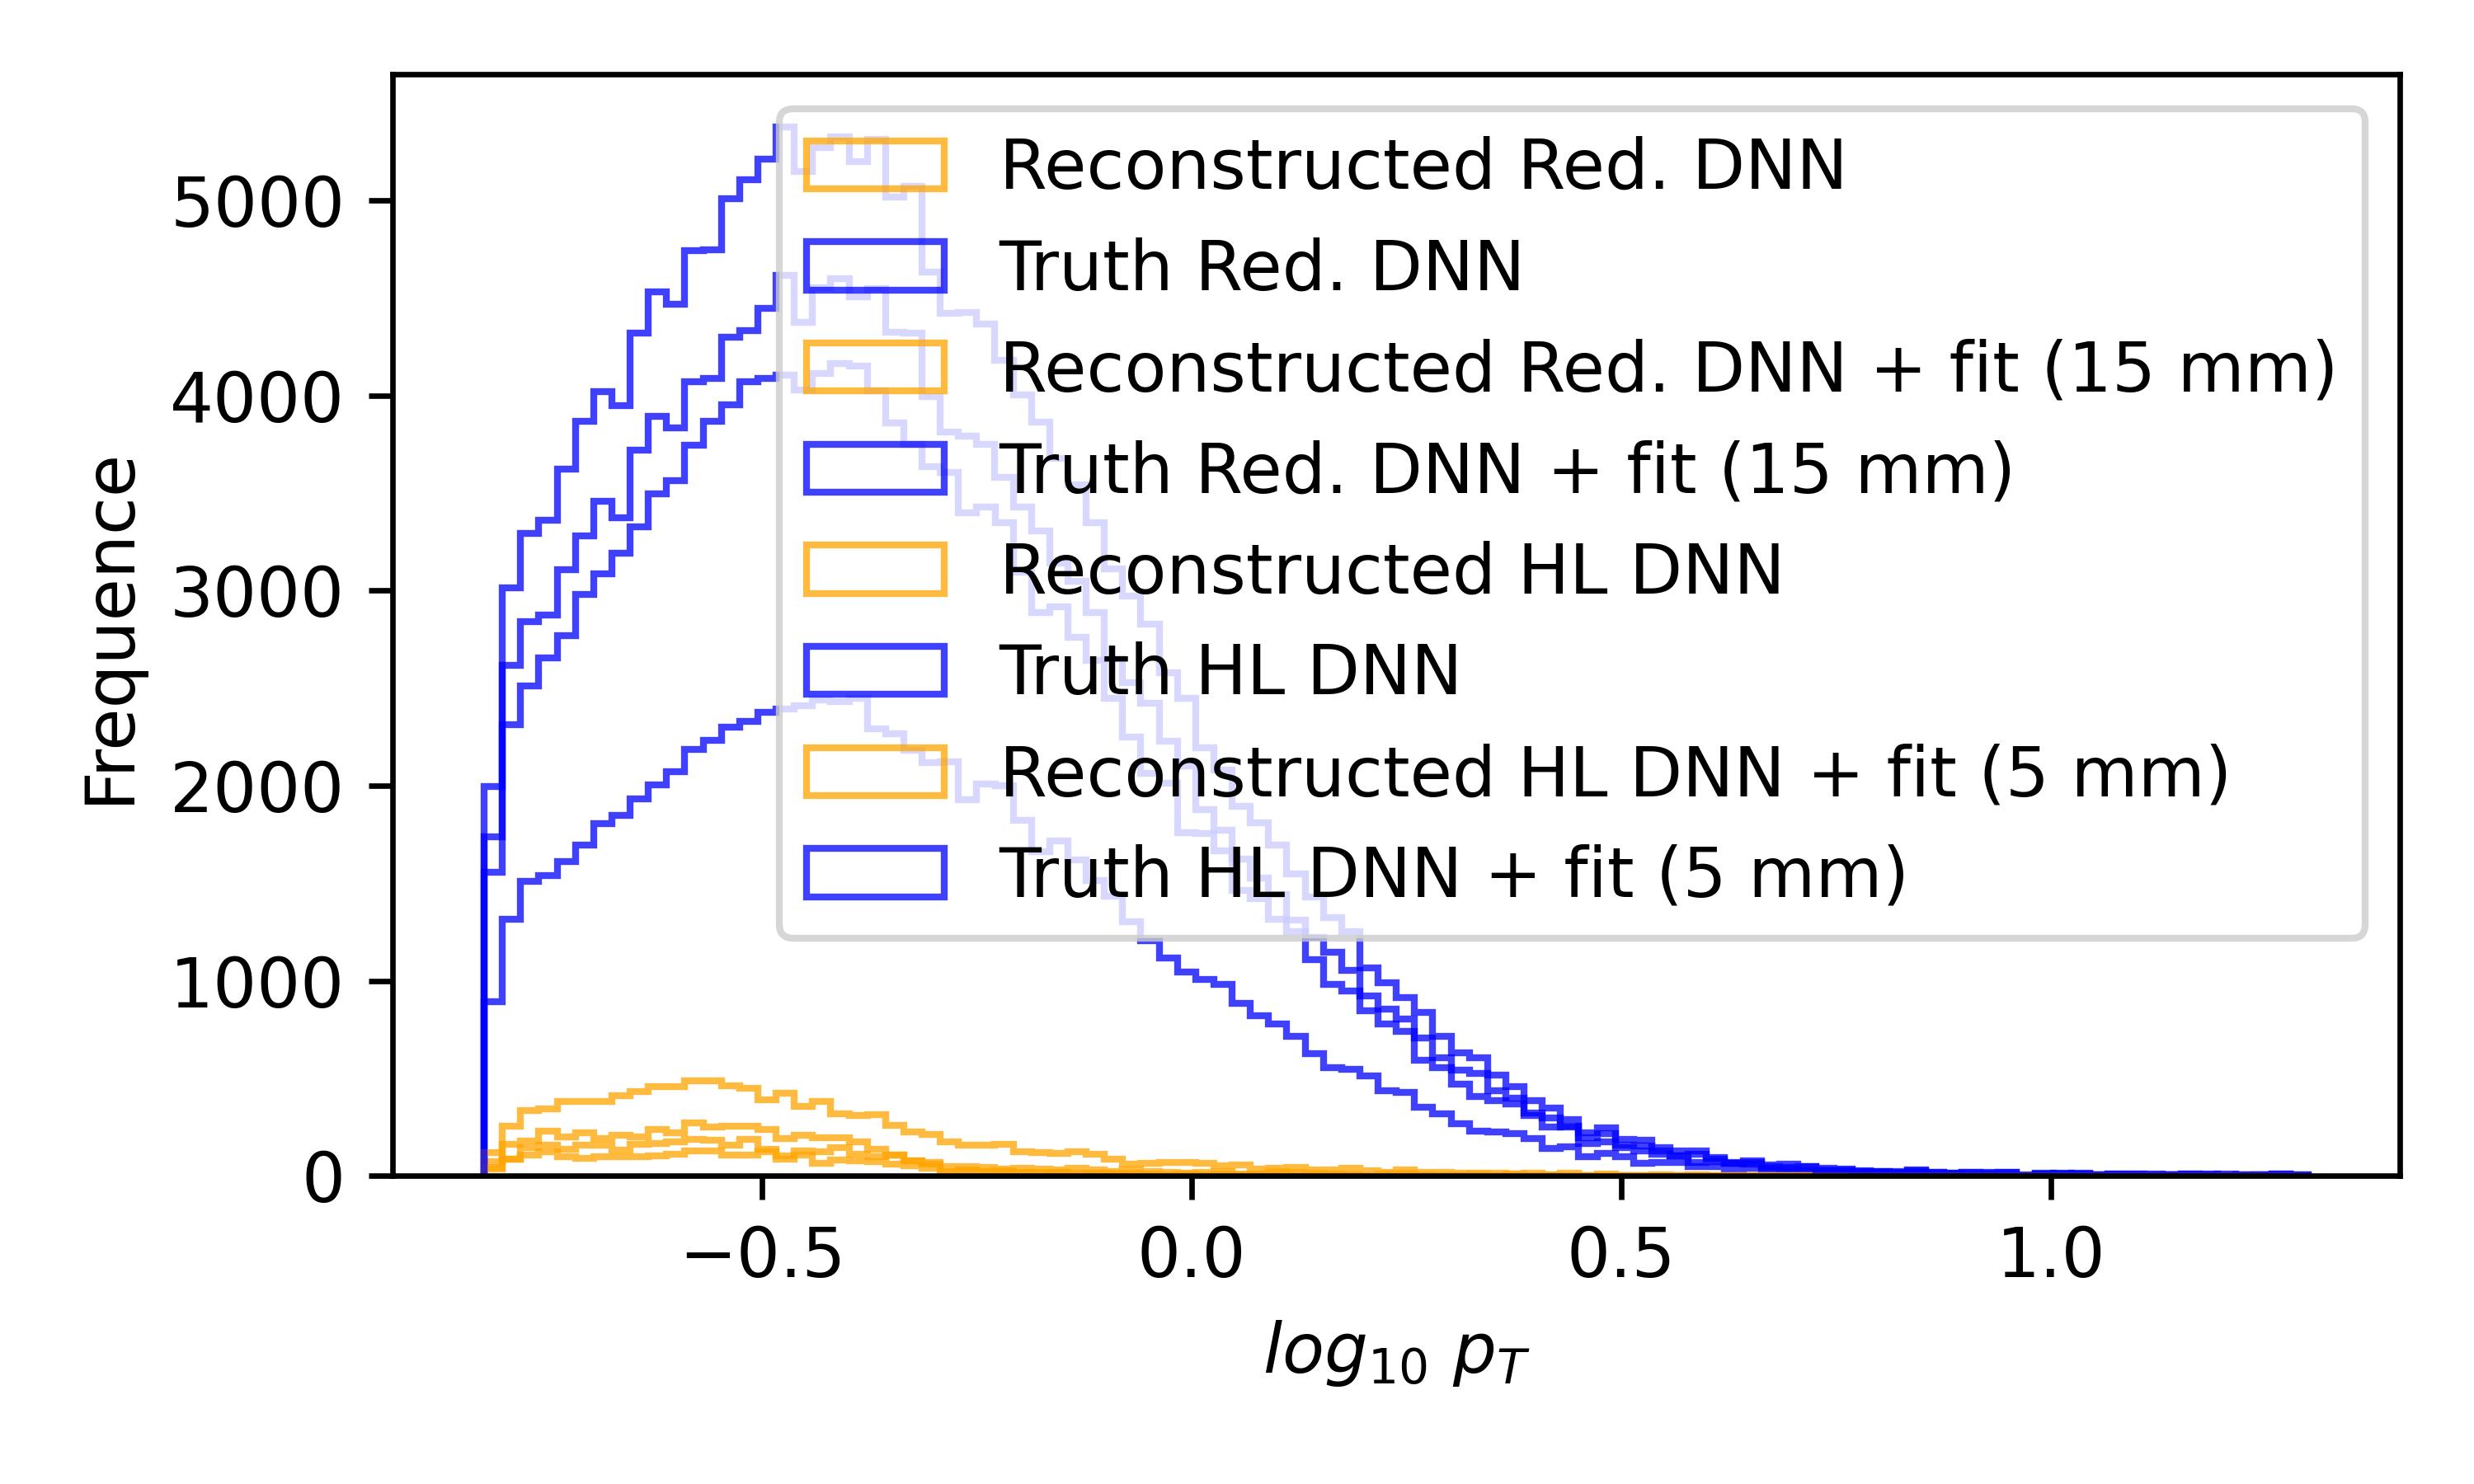 Reconstructed Red. DNN
Truth Red. DNN
Reconstructed Red. DNN + fit (15 mm)
Truth Red. DNN + fit (15 mm)
Reconstructed HL DNN
Truth HL DNN
Reconstructed HL DNN + fit (5 mm)
Truth HL DNN + fit (5 mm)
Frequence
5000
4000
3000
2000
1000
0
−0.5 0.0 0.5 1.0
log₁₀ p_T